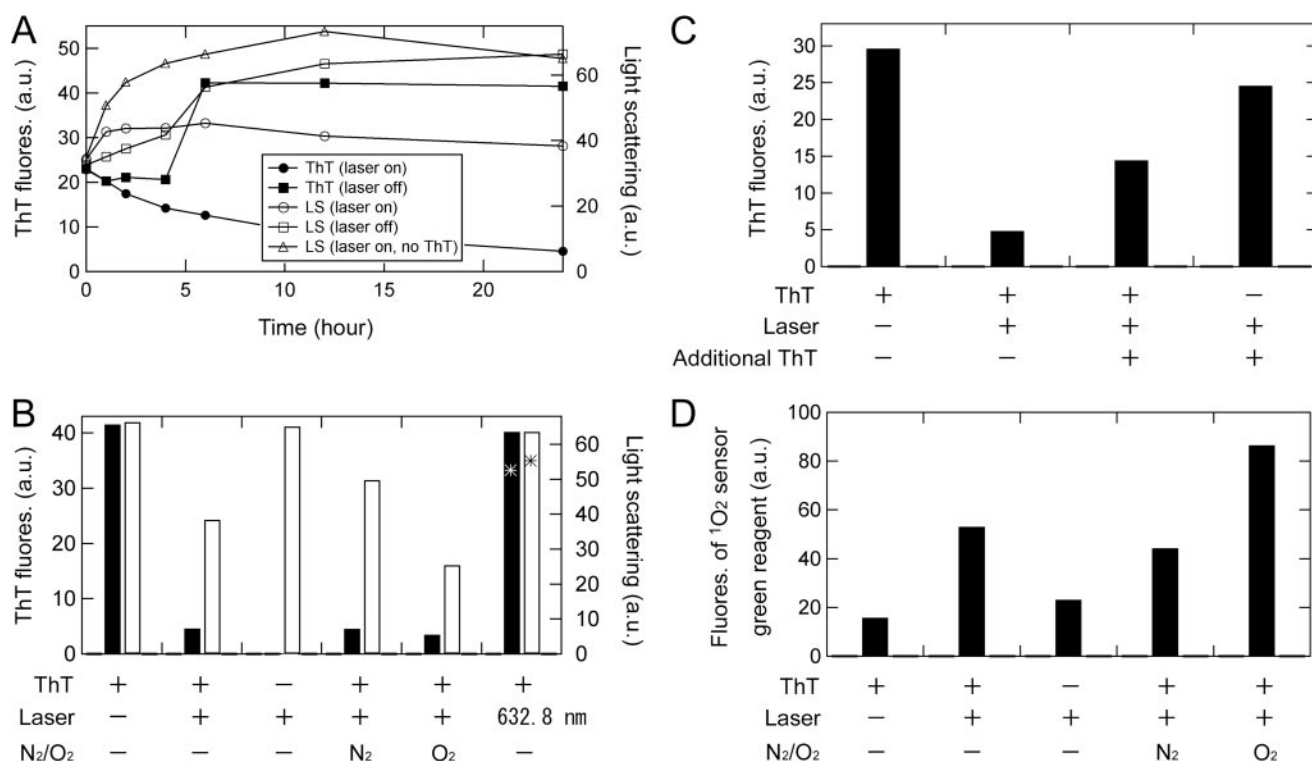 A
ThT fluores. (a.u.)
50
40
30
20
10
0
60
40
20
0
Light scattering
(a.u.)
ThT (laser on)
ThT (laser off)
LS (laser on)
LS (laser off)
LS (laser on, no ThT)
0 5 10 15 20
Time (hour)
B
ThT fluores. (a.u.)
40
30
20
10
0
60
50
40
30
20
10
0
Light scattering
(a.u.)
ThT + + − + + +
Laser − + + + + 632.8 nm
N₂/O₂ − − − N₂ O₂ −
C
ThT fluores. (a.u.)
30
25
20
15
10
5
0
ThT + + + −
Laser − + + +
Additional ThT − − + +
D
Fluores. of ¹O₂ sensor
green reagent (a.u.)
100
80
60
40
20
0
ThT + + − + +
Laser − + + + +
N₂/O₂ − − − N₂ O₂